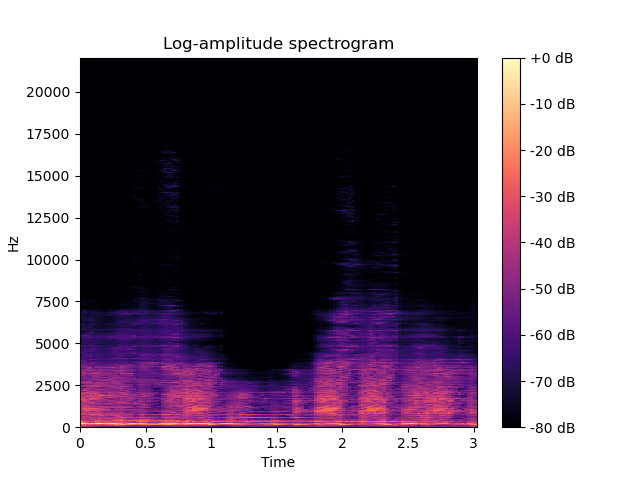 Log-amplitude spectrogram
Hz
20000
17500
15000
12500
10000
7500
5000
2500
0
0 0.5 1 1.5 2 2.5 3
Time
+0 dB
-10 dB
-20 dB
-30 dB
-40 dB
-50 dB
-60 dB
-70 dB
-80 dB